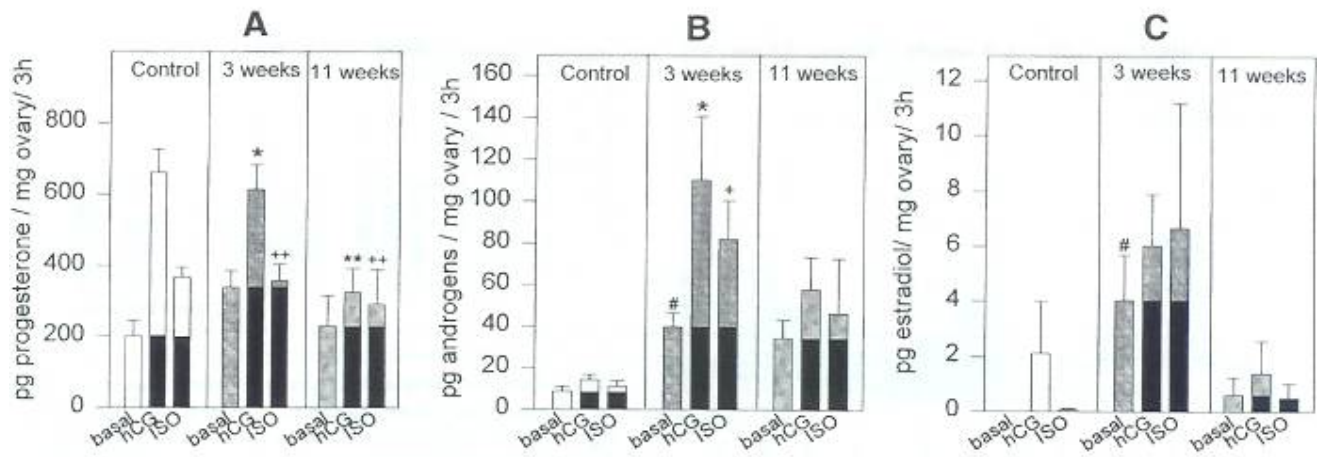 A
pg progesterone / mg ovary/ 3h
800
600
400
200
0
Control
3 weeks
11 weeks
*
++
**
++
basal
hCG
ISO
basal
hCG
ISO
basal
hCG
ISO
B
pg androgens / mg ovary/ 3h
160
140
120
100
80
60
40
20
0
Control
3 weeks
11 weeks
#
*
+
basal
hCG
ISO
basal
hCG
ISO
basal
hCG
ISO
C
pg estradiol/ mg ovary/ 3h
12
10
8
6
4
2
0
Control
3 weeks
11 weeks
#
basal
hCG
ISO
basal
hCG
ISO
basal
hCG
ISO